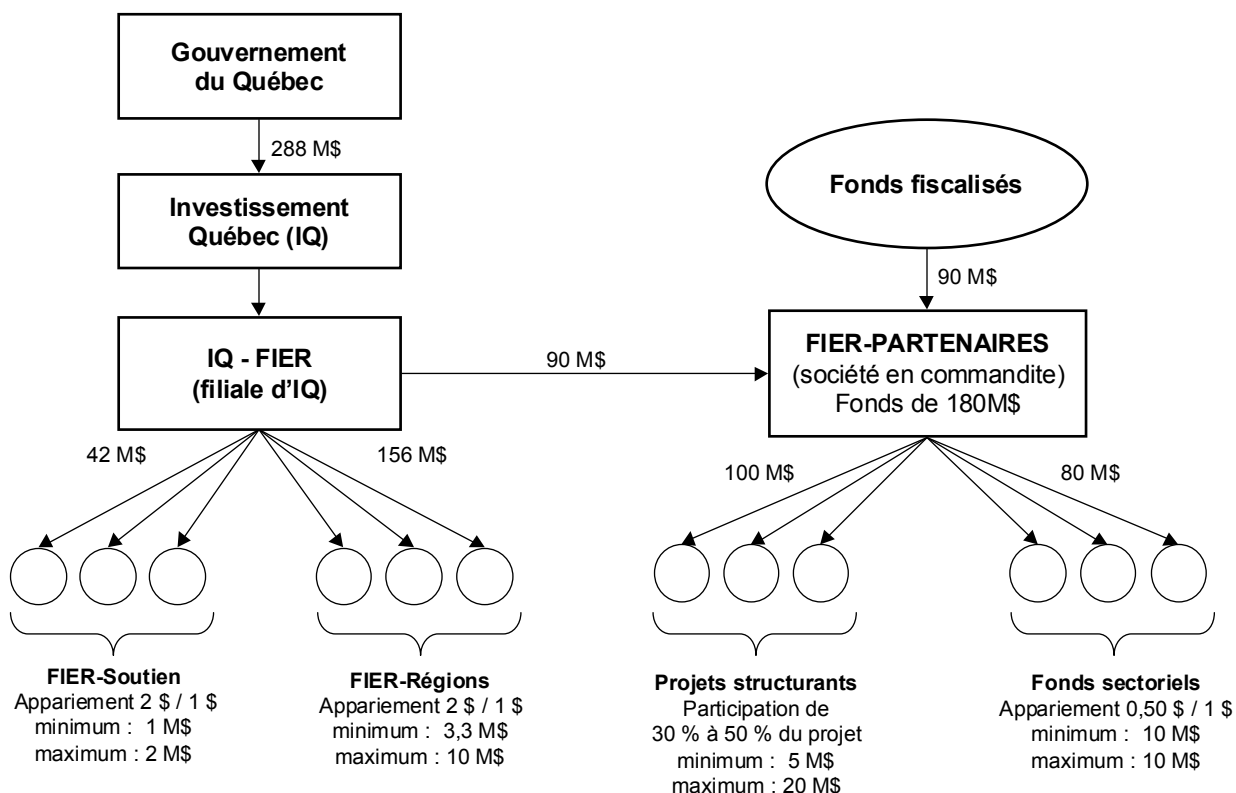 Gouvernement
du Québec
288 M$
Investissement
Québec (IQ)
Fonds fiscalisés
90 M$
IQ - FIER
(filiale d'IQ)
90 M$
FIER-PARTENAIRES
(société en commandite)
Fonds de 180M$
42 M$
156 M$
100 M$
80 M$
FIER-Soutien
Appariement 2 $ / 1 $
minimum : 1 M$
maximum : 2 M$
FIER-Régions
Appariement 2 $ / 1 $
minimum : 3,3 M$
maximum : 10 M$
Projets structurants
Participation de
30 % à 50 % du projet
minimum : 5 M$
maximum : 20 M$
Fonds sectoriels
Appariement 0,50 $ / 1 $
minimum : 10 M$
maximum : 10 M$